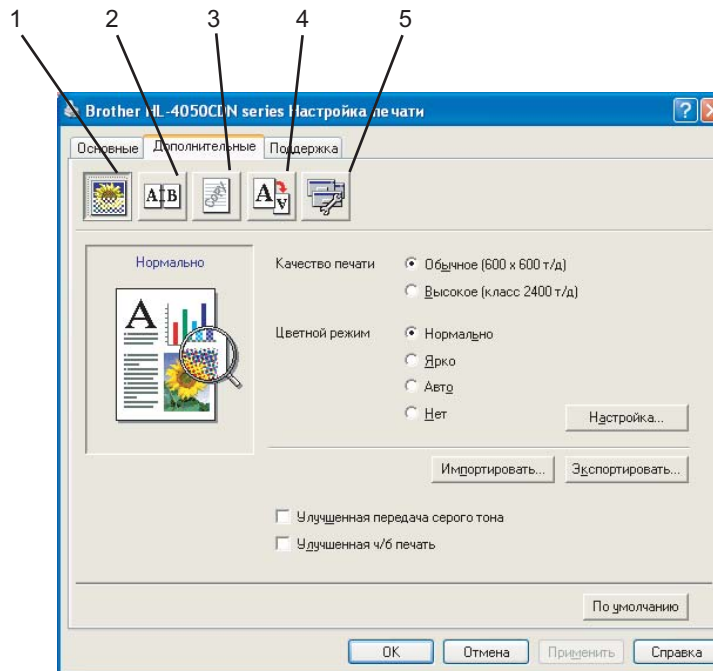 1 2 3 4 5
Brother HL-4050CDN series Настройка печати
Основные Дополнительные Поддержка
A B Copy A A
Нормально
A
Качество печати
Обычное (600 x 600 т/д)
Высокое (класс 2400 т/д)
Цветной режим
Нормально
Ярко
Авто
Нет
Настройка...
Импортировать... Экспортировать...
Улучшенная передача серого тона
Улучшенная ч/б печать
По умолчанию
OK Отмена Применить Справка